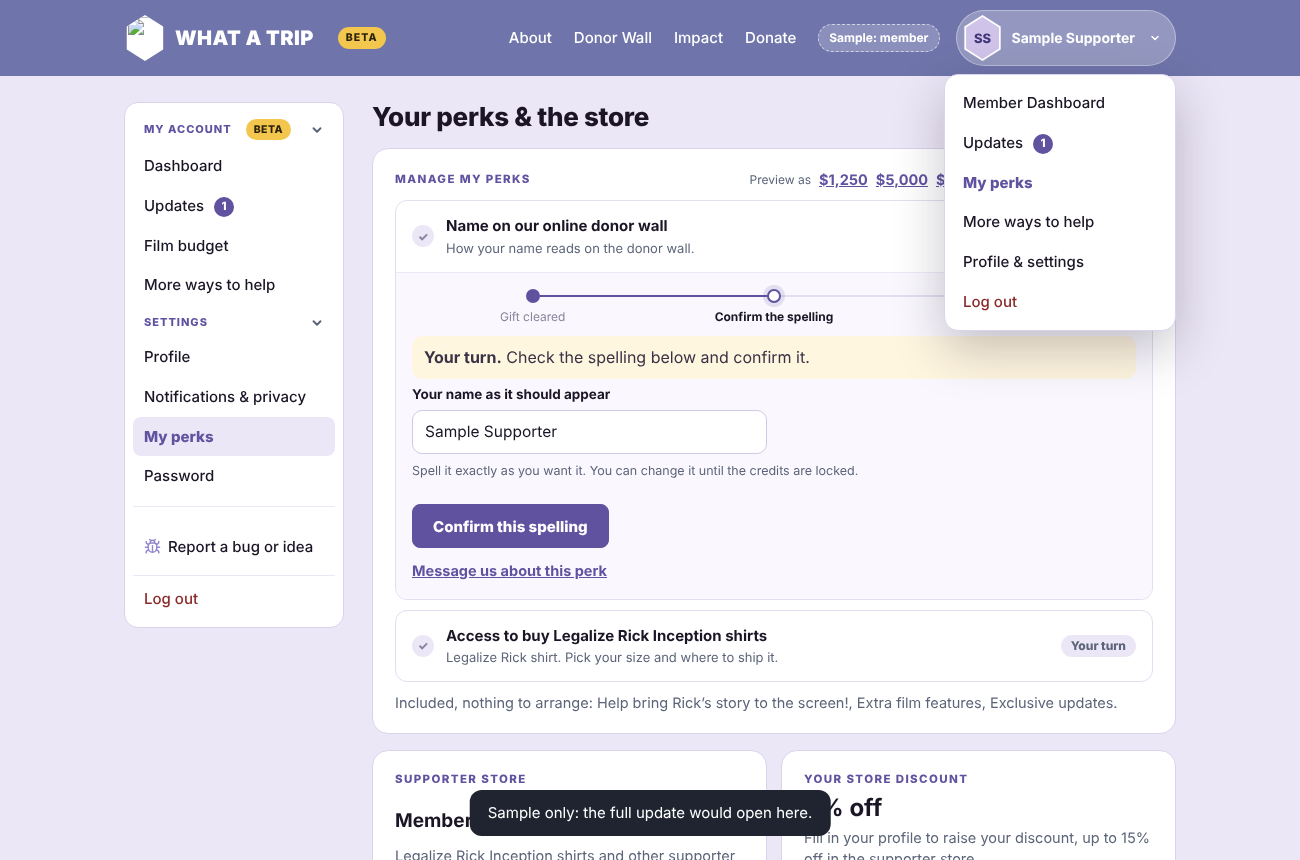 WHAT A TRIP BETA About Donor Wall Impact Donate Sample: member SS Sample Supporter
Member Dashboard
Updates 1
My perks
More ways to help
Profile & settings
Log out
MY ACCOUNT BETA
Dashboard
Updates 1
Film budget
More ways to help
SETTINGS
Profile
Notifications & privacy
My perks
Password
Report a bug or idea
Log out
Your perks & the store
MANAGE MY PERKS Preview as $1,250 $5,000
Name on our online donor wall
How your name reads on the donor wall.
Gift cleared Confirm the spelling
Your turn. Check the spelling below and confirm it.
Your name as it should appear
Sample Supporter
Spell it exactly as you want it. You can change it until the credits are locked.
Confirm this spelling
Message us about this perk
Access to buy Legalize Rick Inception shirts
Legalize Rick shirt. Pick your size and where to ship it.
Your turn
Included, nothing to arrange: Help bring Rick’s story to the screen!, Extra film features, Exclusive updates.
SUPPORTER STORE
Legalize Rick Inception shirts and other supporter
YOUR STORE DISCOUNT
% off
Fill in your profile to raise your discount, up to 15%
off in the supporter store.
Sample only: the full update would open here.